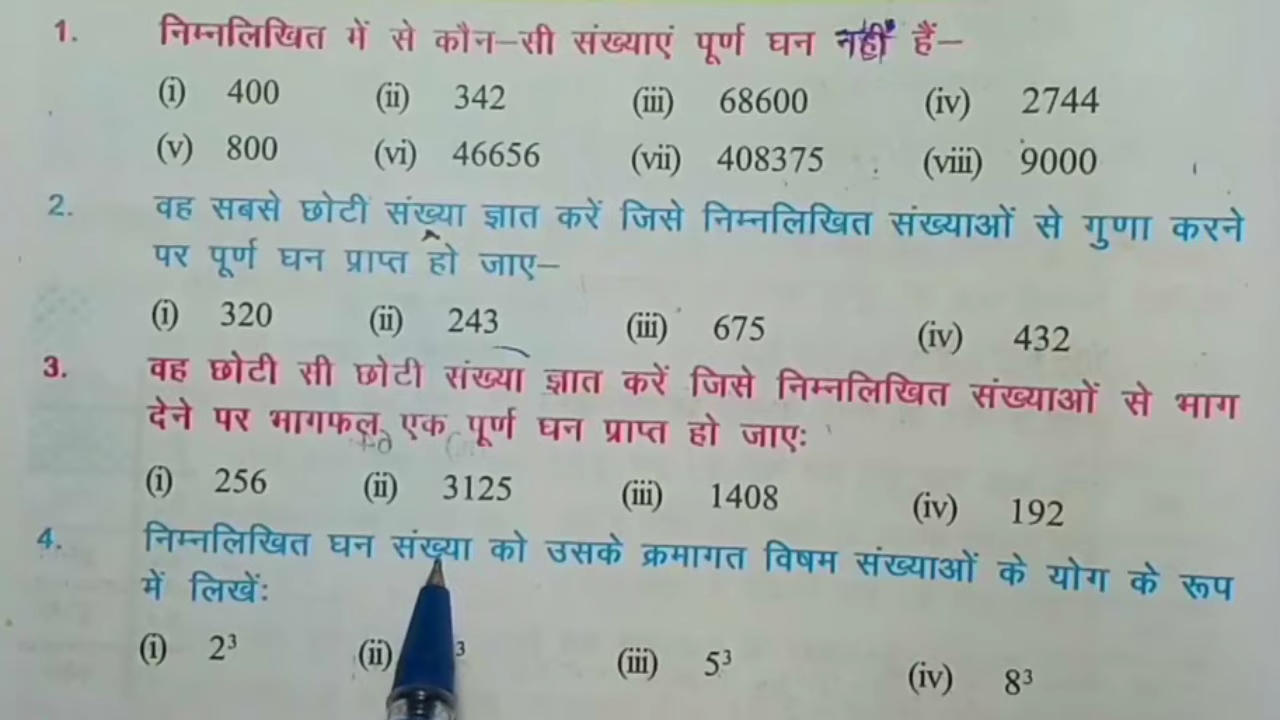 1. निम्नलिखित में से कौन-सी संख्याएं पूर्ण घन नहीं हैं–
(i) 400 (ii) 342 (iii) 68600 (iv) 2744
(v) 800 (vi) 46656 (vii) 408375 (viii) 9000
2. वह सबसे छोटी संख्या ज्ञात करें जिसे निम्नलिखित संख्याओं से गुणा करने
पर पूर्ण घन प्राप्त हो जाए–
(i) 320 (ii) 243 (iii) 675 (iv) 432
3. वह छोटी सी छोटी संख्या ज्ञात करें जिसे निम्नलिखित संख्याओं से भाग
देने पर भागफल एक पूर्ण घन प्राप्त हो जाएः
(i) 256 (ii) 3125 (iii) 1408 (iv) 192
4. निम्नलिखित घन संख्या को उसके क्रमागत विषम संख्याओं के योग के रूप
में लिखेंः
(i) 2³ (ii) ³ (iii) 5³ (iv) 8³